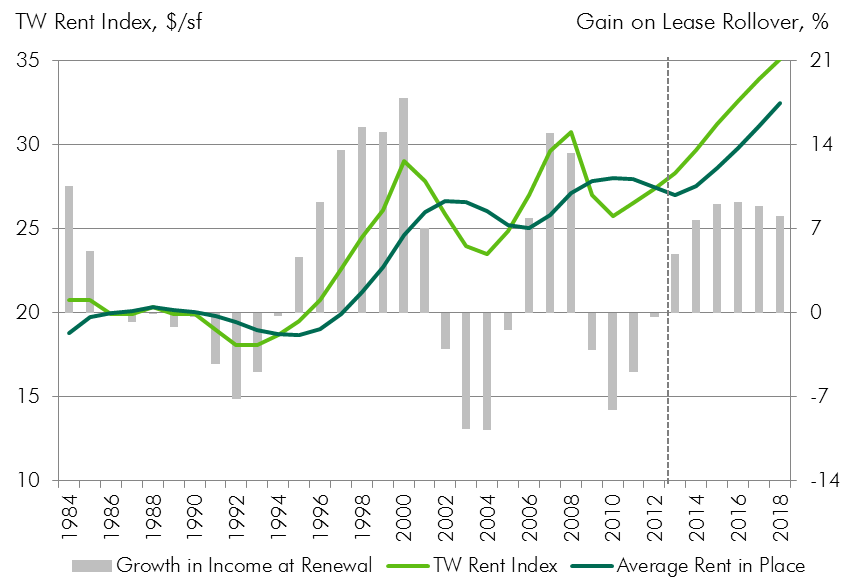 TW Rent Index, $/sf Gain on Lease Rollover, %
35 21
30 14
25 7
20 0
15 -7
10 -14
1984 1986 1988 1990 1992 1994 1996 1998 2000 2002 2004 2006 2008 2010 2012 2014 2016 2018
Growth in Income at Renewal TW Rent Index Average Rent in Place